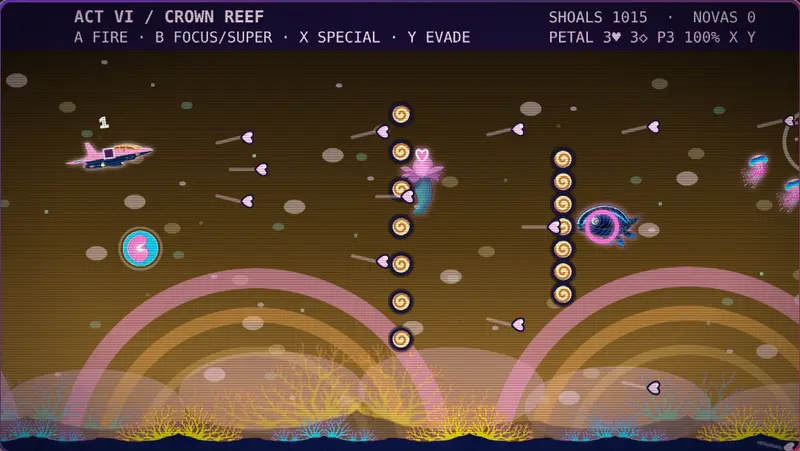 ACT VI / CROWN REEF
SHOALS 1015 · NOVAS 0
A FIRE · B FOCUS/SUPER · X SPECIAL · Y EVADE
PETAL 3♥ 3◇ P3 100% X Y
1